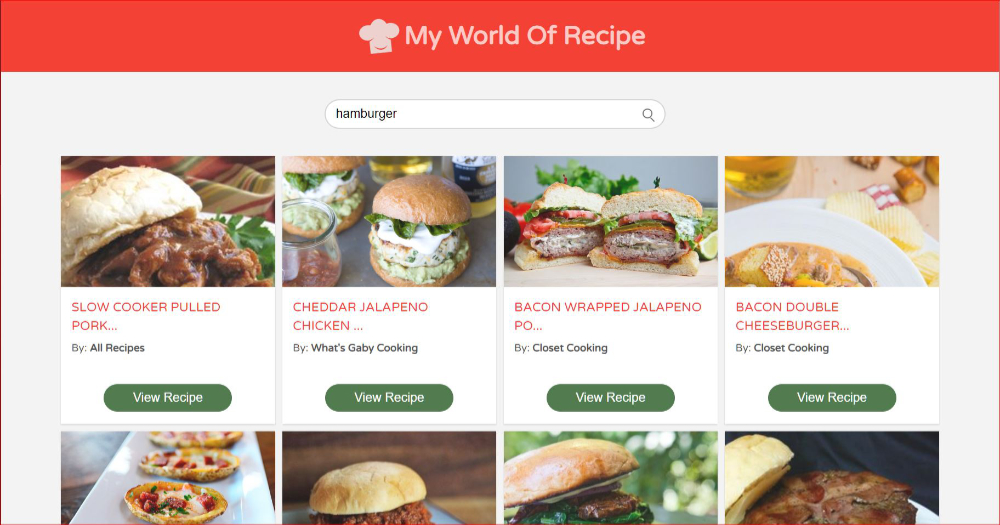 My World Of Recipe
hamburger
SLOW COOKER PULLED
PORK...
By: All Recipes
View Recipe
CHEDDAR JALAPENO
CHICKEN ...
By: What's Gaby Cooking
View Recipe
BACON WRAPPED JALAPENO
PO...
By: Closet Cooking
View Recipe
BACON DOUBLE
CHEESEBURGER...
By: Closet Cooking
View Recipe